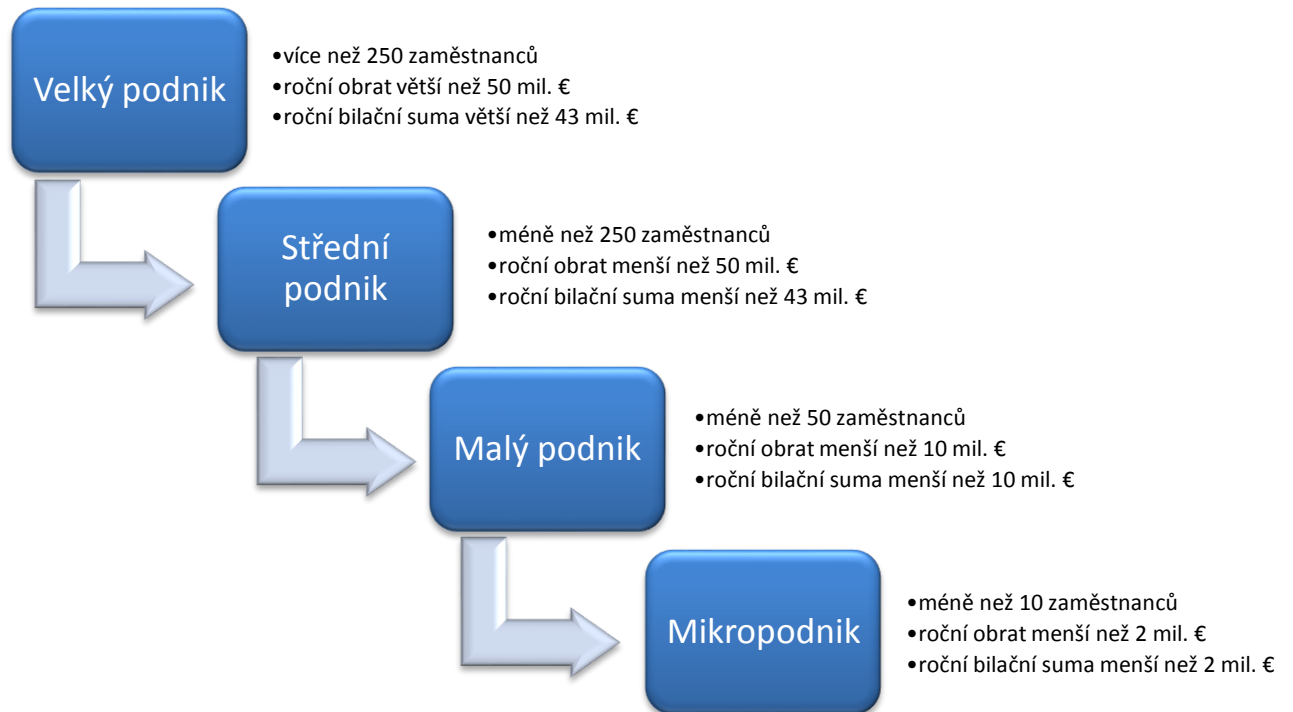 Velký podnik
•více než 250 zaměstnanců
•roční obrat větší než 50 mil. €
•roční bilační suma větší než 43 mil. €
Střední
podnik
•méně než 250 zaměstnanců
•roční obrat menší než 50 mil. €
•roční bilační suma menší než 43 mil. €
Malý podnik
•méně než 50 zaměstnanců
•roční obrat menší než 10 mil. €
•roční bilační suma menší než 10 mil. €
Mikropodnik
•méně než 10 zaměstnanců
•roční obrat menší než 2 mil. €
•roční bilační suma menší než 2 mil. €